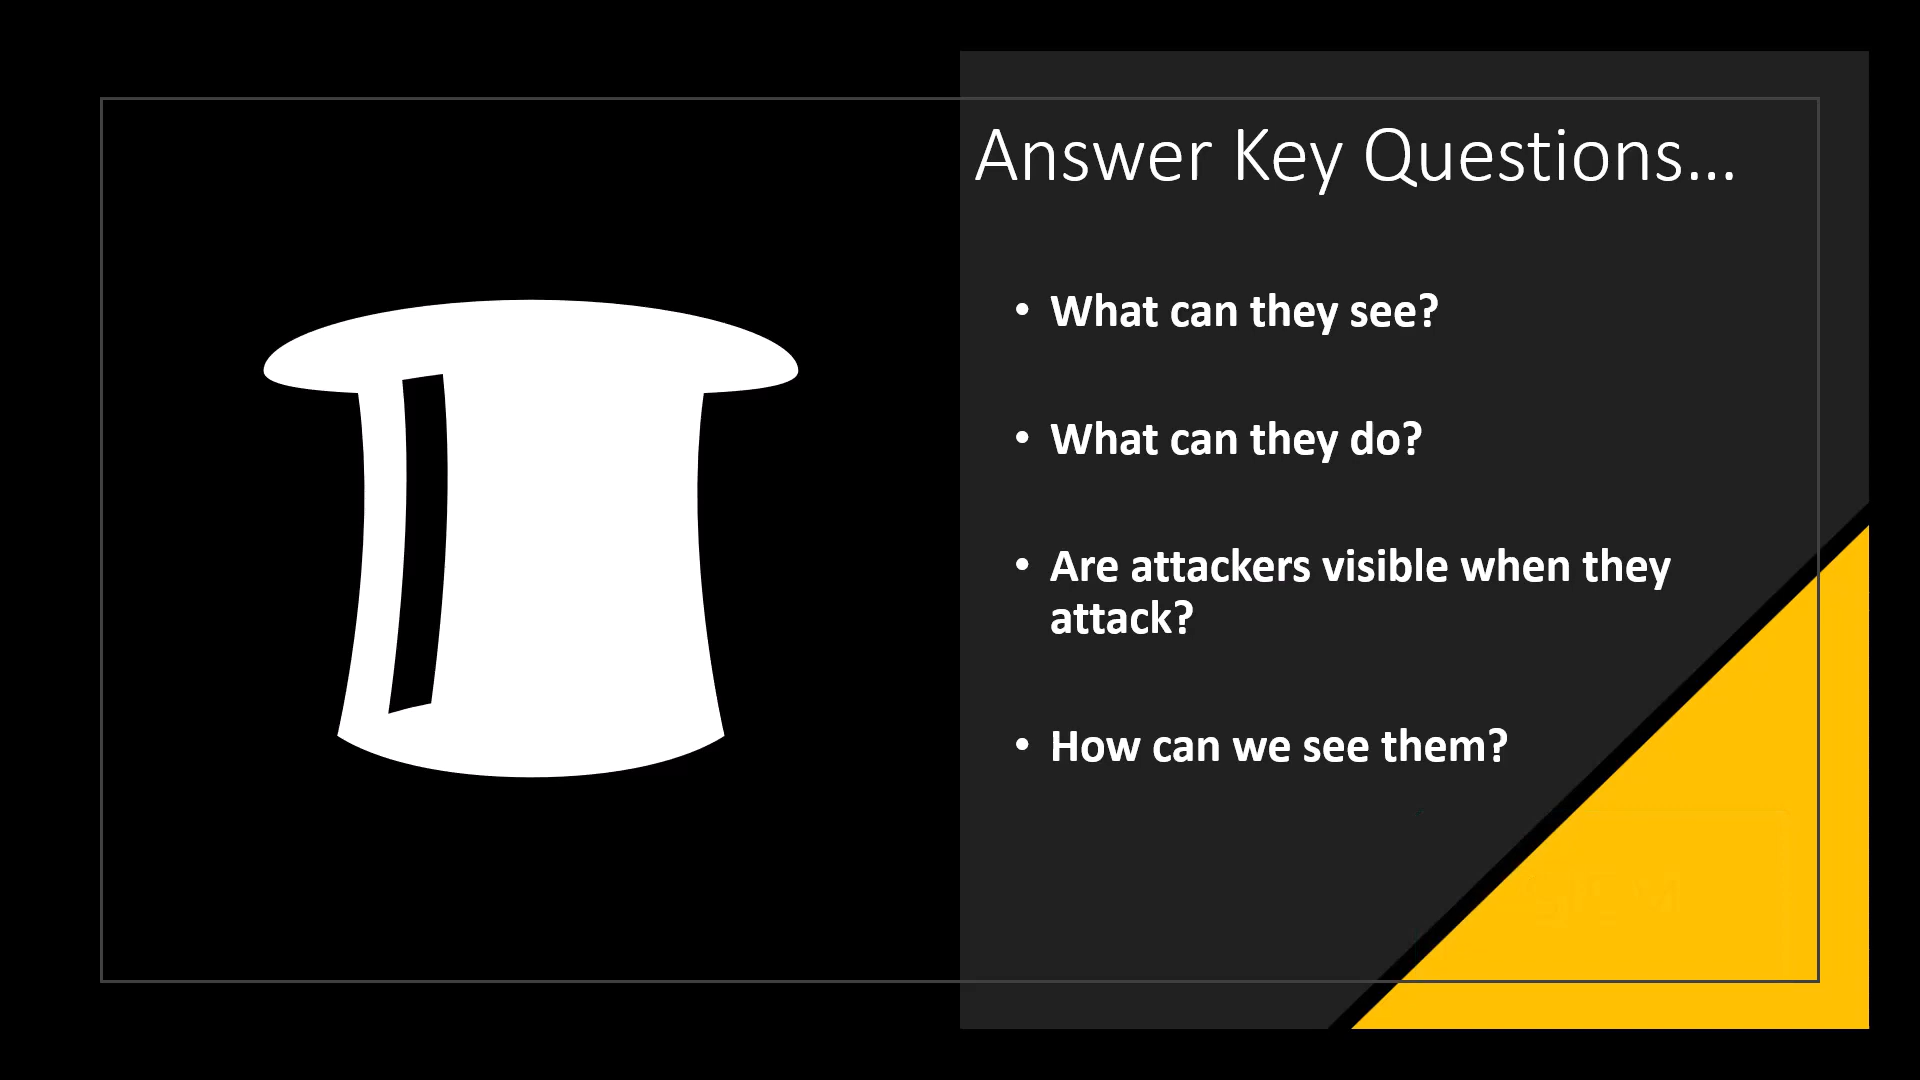 Answer Key Questions...
• What can they see?
• What can they do?
• Are attackers visible when they
attack?
• How can we see them?